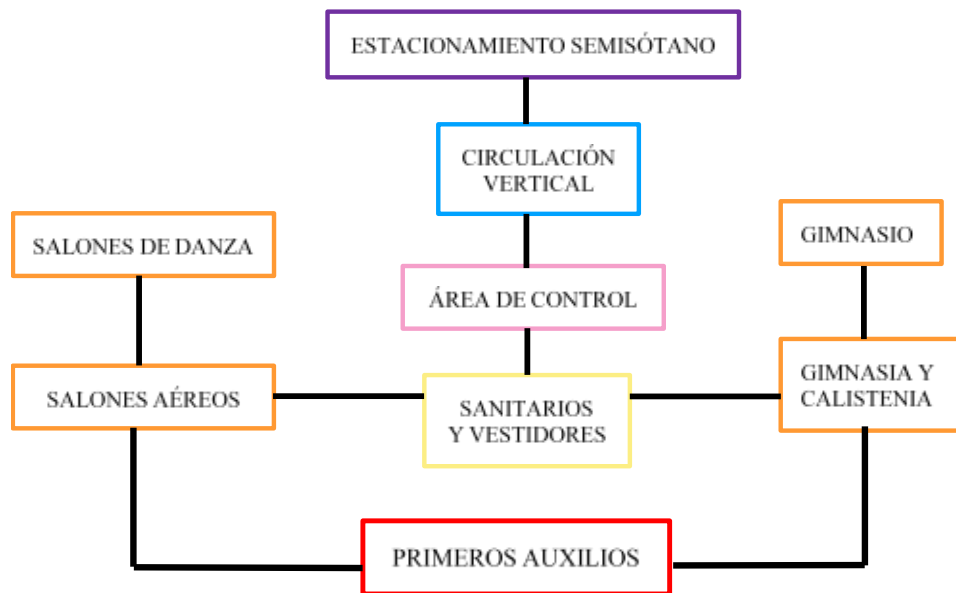 ESTACIONAMIENTO SEMISÓTANO
CIRCULACIÓN
VERTICAL
SALONES DE DANZA
GIMNASIO
ÁREA DE CONTROL
SALONES AÉREOS
SANITARIOS
Y VESTIDORES
GIMNASIA Y
CALISTENIA
PRIMEROS AUXILIOS